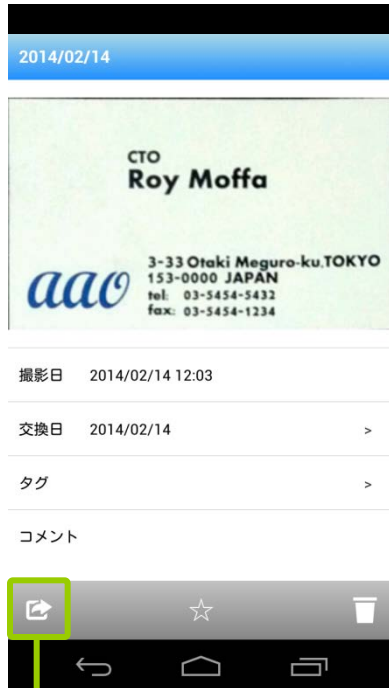 2014/02/14
CTO
Roy Moffa
aao
3-33 Otaki Meguro-ku.TOKYO
153-0000 JAPAN
tel: 03-5454-5432
fax: 03-5454-1234
撮影日 2014/02/14 12:03
交換日 2014/02/14 >
タグ >
コメント